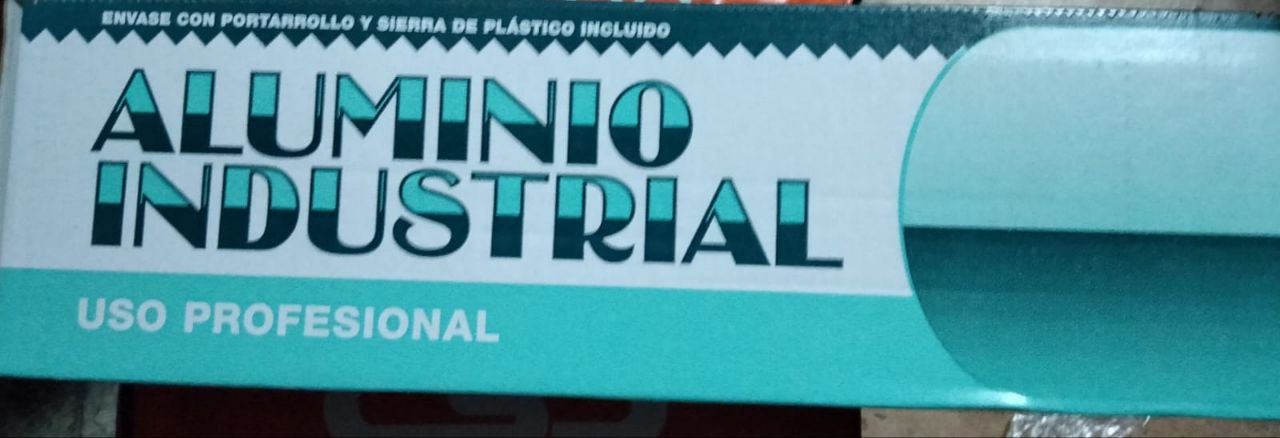 ENVASE CON PORTARROLLO Y SIERRA DE PLÁSTICO INCLUIDO
ALUMINIO
INDUSTRIAL
USO PROFESIONAL